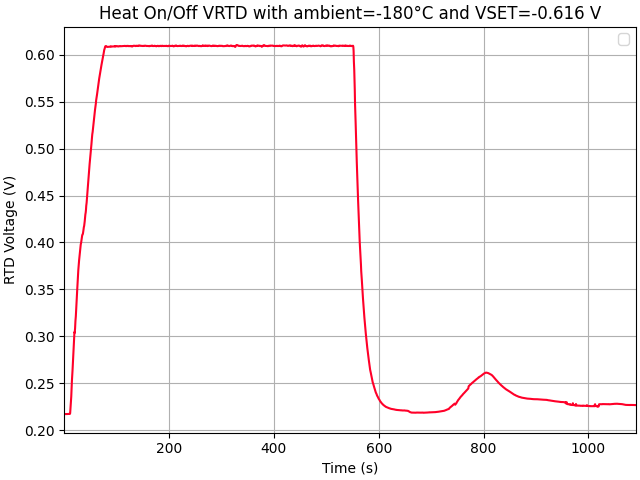 Heat On/Off VRTD with ambient=-180°C and VSET=-0.616 V
0.60
0.55
0.50
0.45
0.40
0.35
0.30
0.25
0.20
RTD Voltage (V)
200 400 600 800 1000
Time (s)